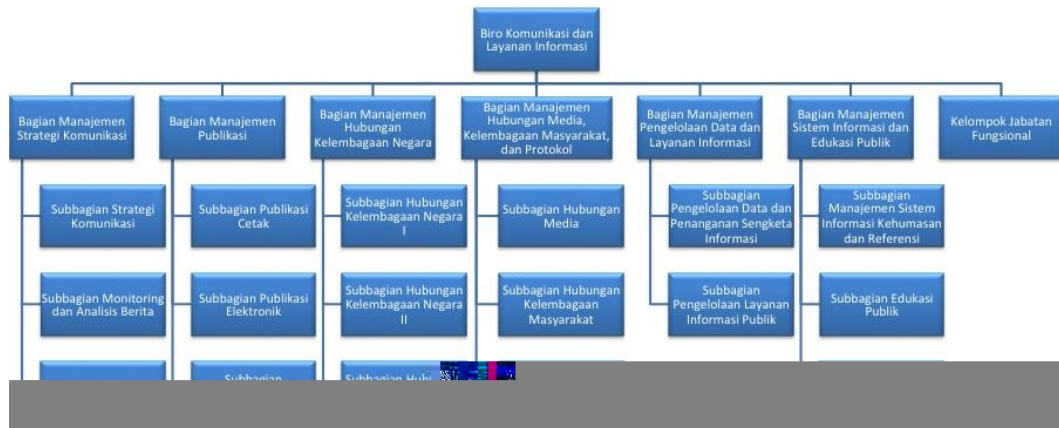 Biro Komunikasi dan
Layanan Informasi
Bagian Manajemen
Strategi Komunikasi
Bagian Manajemen
Publikasi
Bagian Manajemen
Hubungan
Kelembagaan Negara
Bagian Manajemen
Hubungan Media,
Kelembagaan Masyarakat,
dan Protokol
Bagian Manajemen
Pengelolaan Data dan
Layanan Informasi
Bagian Manajemen
Sistem Informasi dan
Edukasi Publik
Kelompok Jabatan
Fungsional
Subbagian Strategi
Komunikasi
Subbagian Publikasi
Cetak
Subbagian Hubungan
Kelembagaan Negara
I
Subbagian Hubungan
Media
Subbagian
Pengelolaan Data dan
Penanganan Sengketa
Informasi
Subbagian
Manajemen Sistem
Informasi Kehumasan
dan Referensi
Subbagian Monitoring
dan Analisis Berita
Subbagian Publikasi
Elektronik
Subbagian Hubungan
Kelembagaan Negara
II
Subbagian Hubungan
Kelembagaan
Masyarakat
Subbagian
Pengelolaan Layanan
Informasi Publik
Subbagian Edukasi
Publik
Subbagian
Subbagian